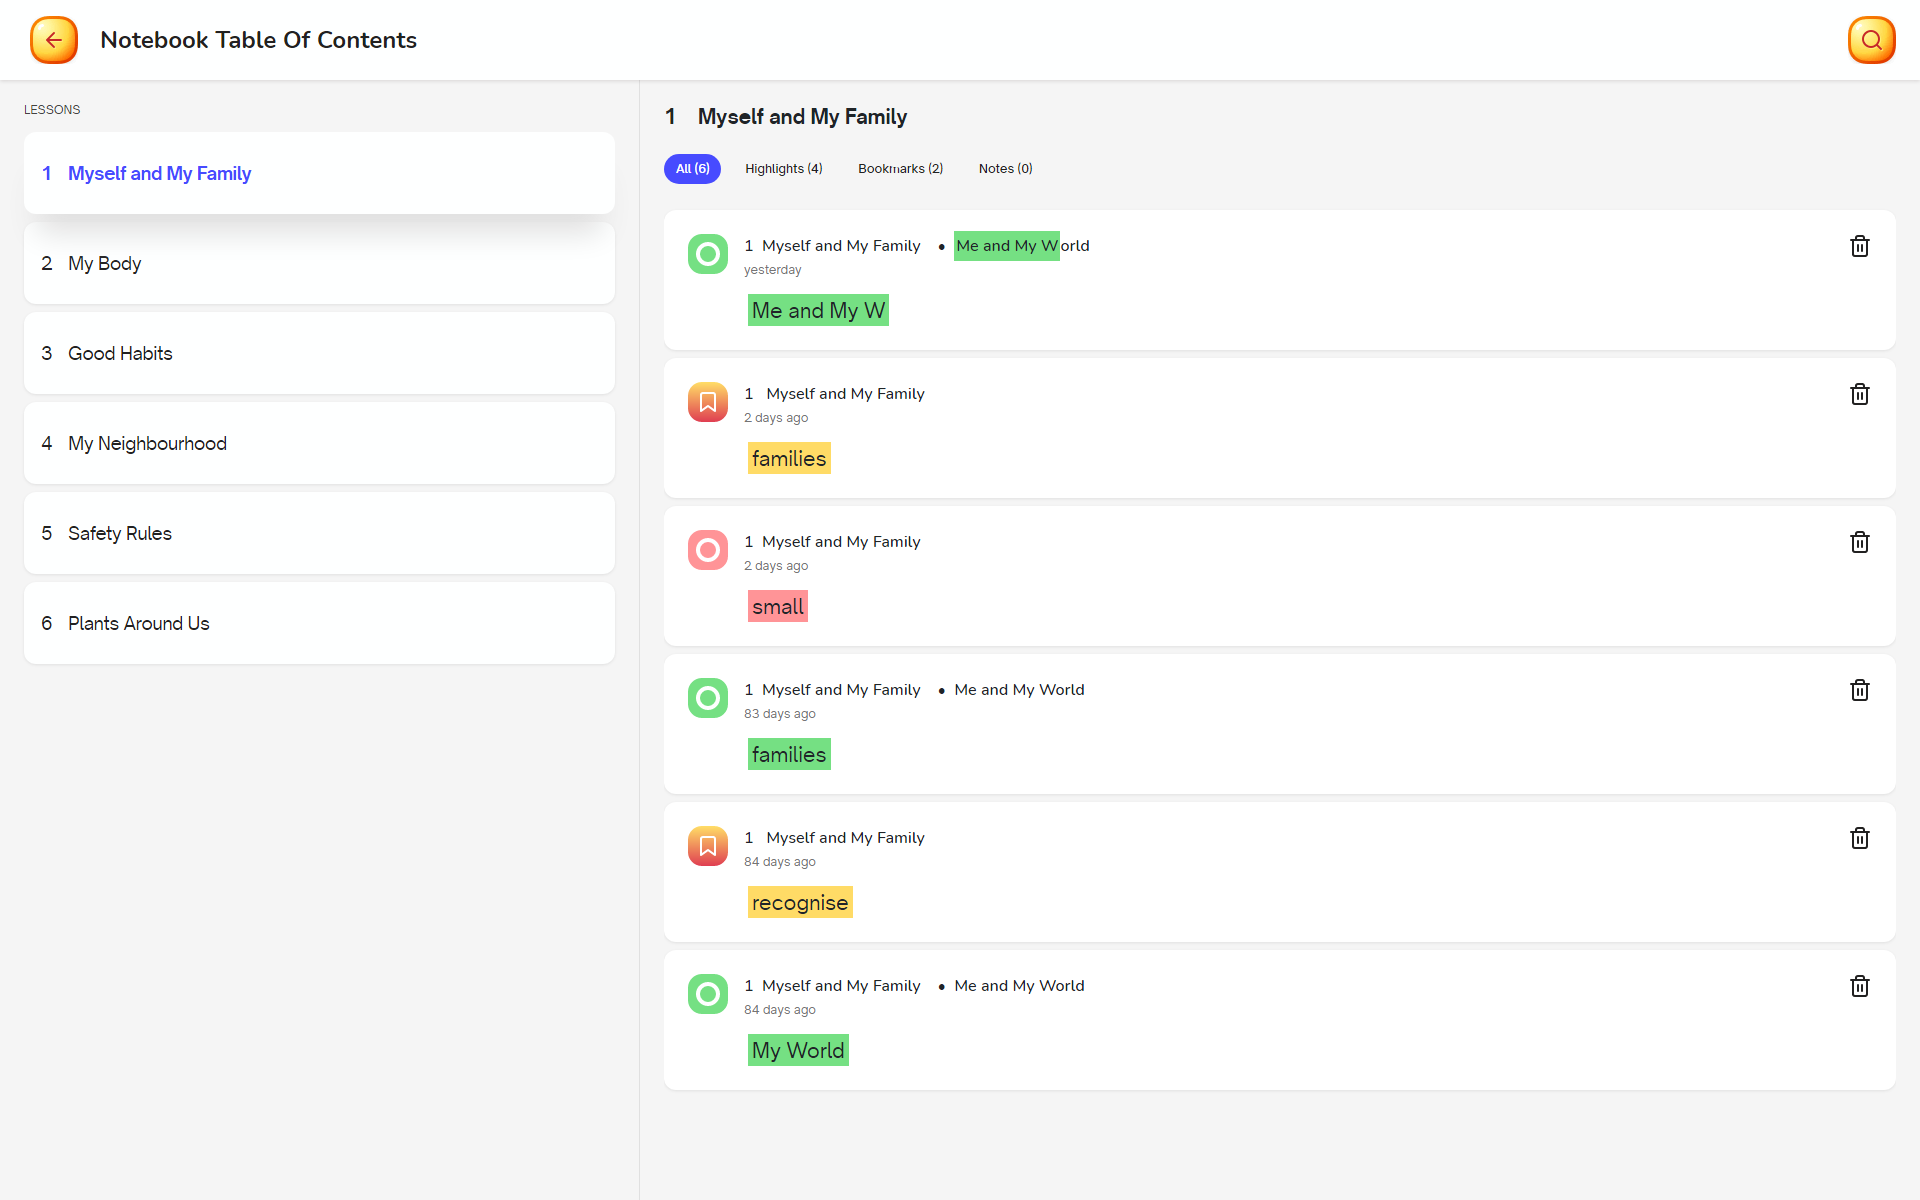 Notebook Table Of Contents
LESSONS
1 Myself and My Family
2 My Body
3 Good Habits
4 My Neighbourhood
5 Safety Rules
6 Plants Around Us
1 Myself and My Family
All (6) Highlights (4) Bookmarks (2) Notes (0)
1 Myself and My Family • Me and My World
yesterday
Me and My W
1 Myself and My Family
2 days ago
families
1 Myself and My Family
2 days ago
small
1 Myself and My Family • Me and My World
83 days ago
families
1 Myself and My Family
84 days ago
recognise
1 Myself and My Family • Me and My World
84 days ago
My World